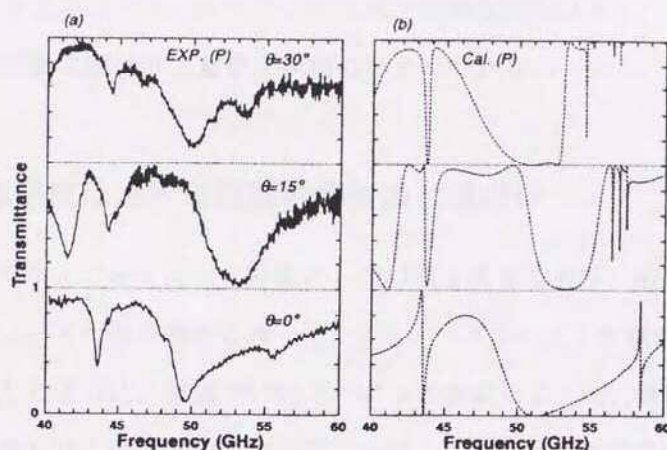 (a)
(b)
EXP. (P)
θ=30°
Cal. (P)
θ=15°
Transmittance
1
θ=0°
0
40 45 50 55 60
40 45 50 55 60
Frequency (GHz)
Frequency (GHz)